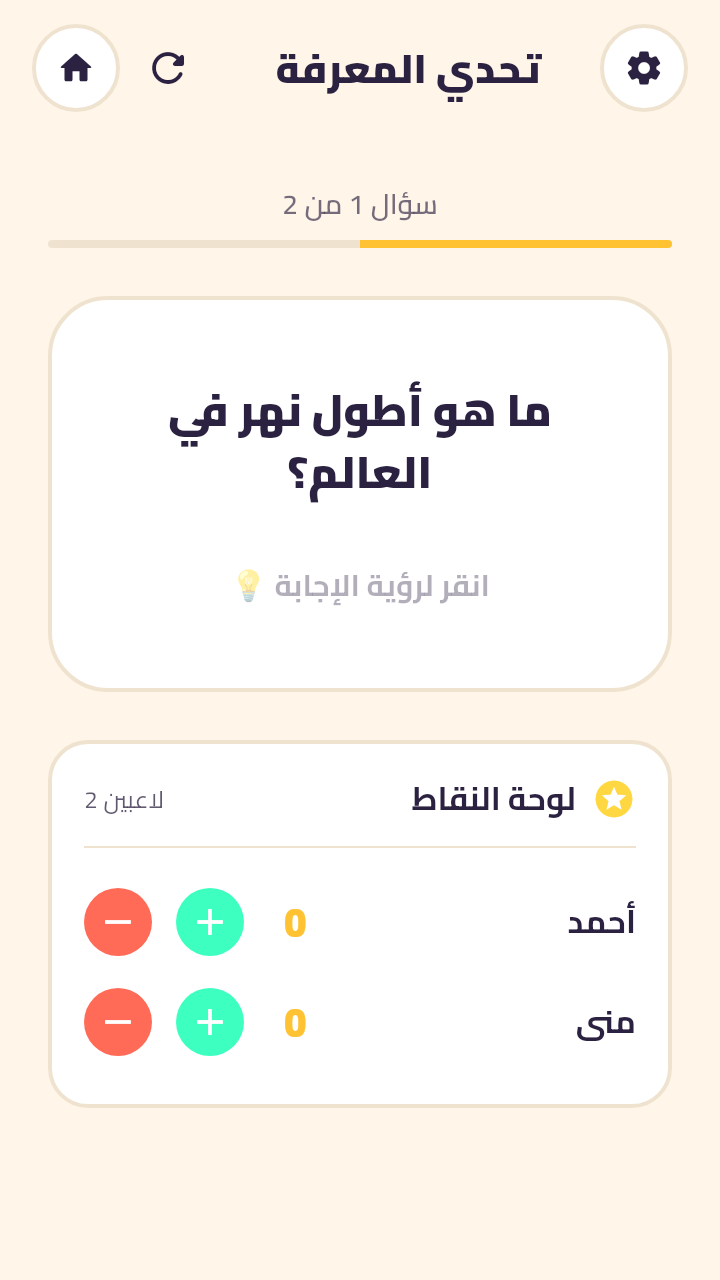 تحدي المعرفة
سؤال 1 من 2
ما هو أطول نهر في
العالم؟
انقر لرؤية الإجابة 💡
لوحة النقاط
2 لاعبين
أحمد
0
منى
0